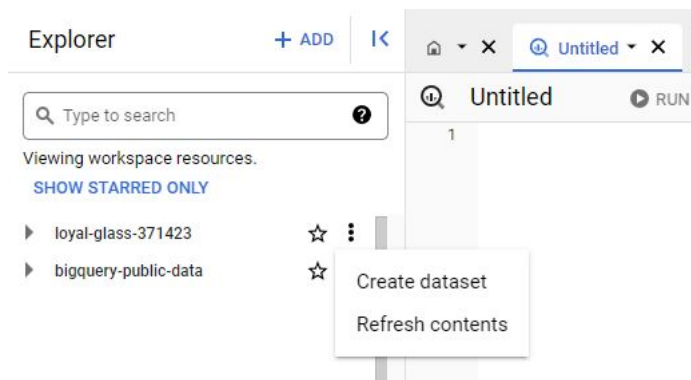 Explorer
+ ADD
Untitled
Untitled
RUN
Type to search
1
Viewing workspace resources.
SHOW STARRED ONLY
loyal-glass-371423
bigquery-public-data
Create dataset
Refresh contents